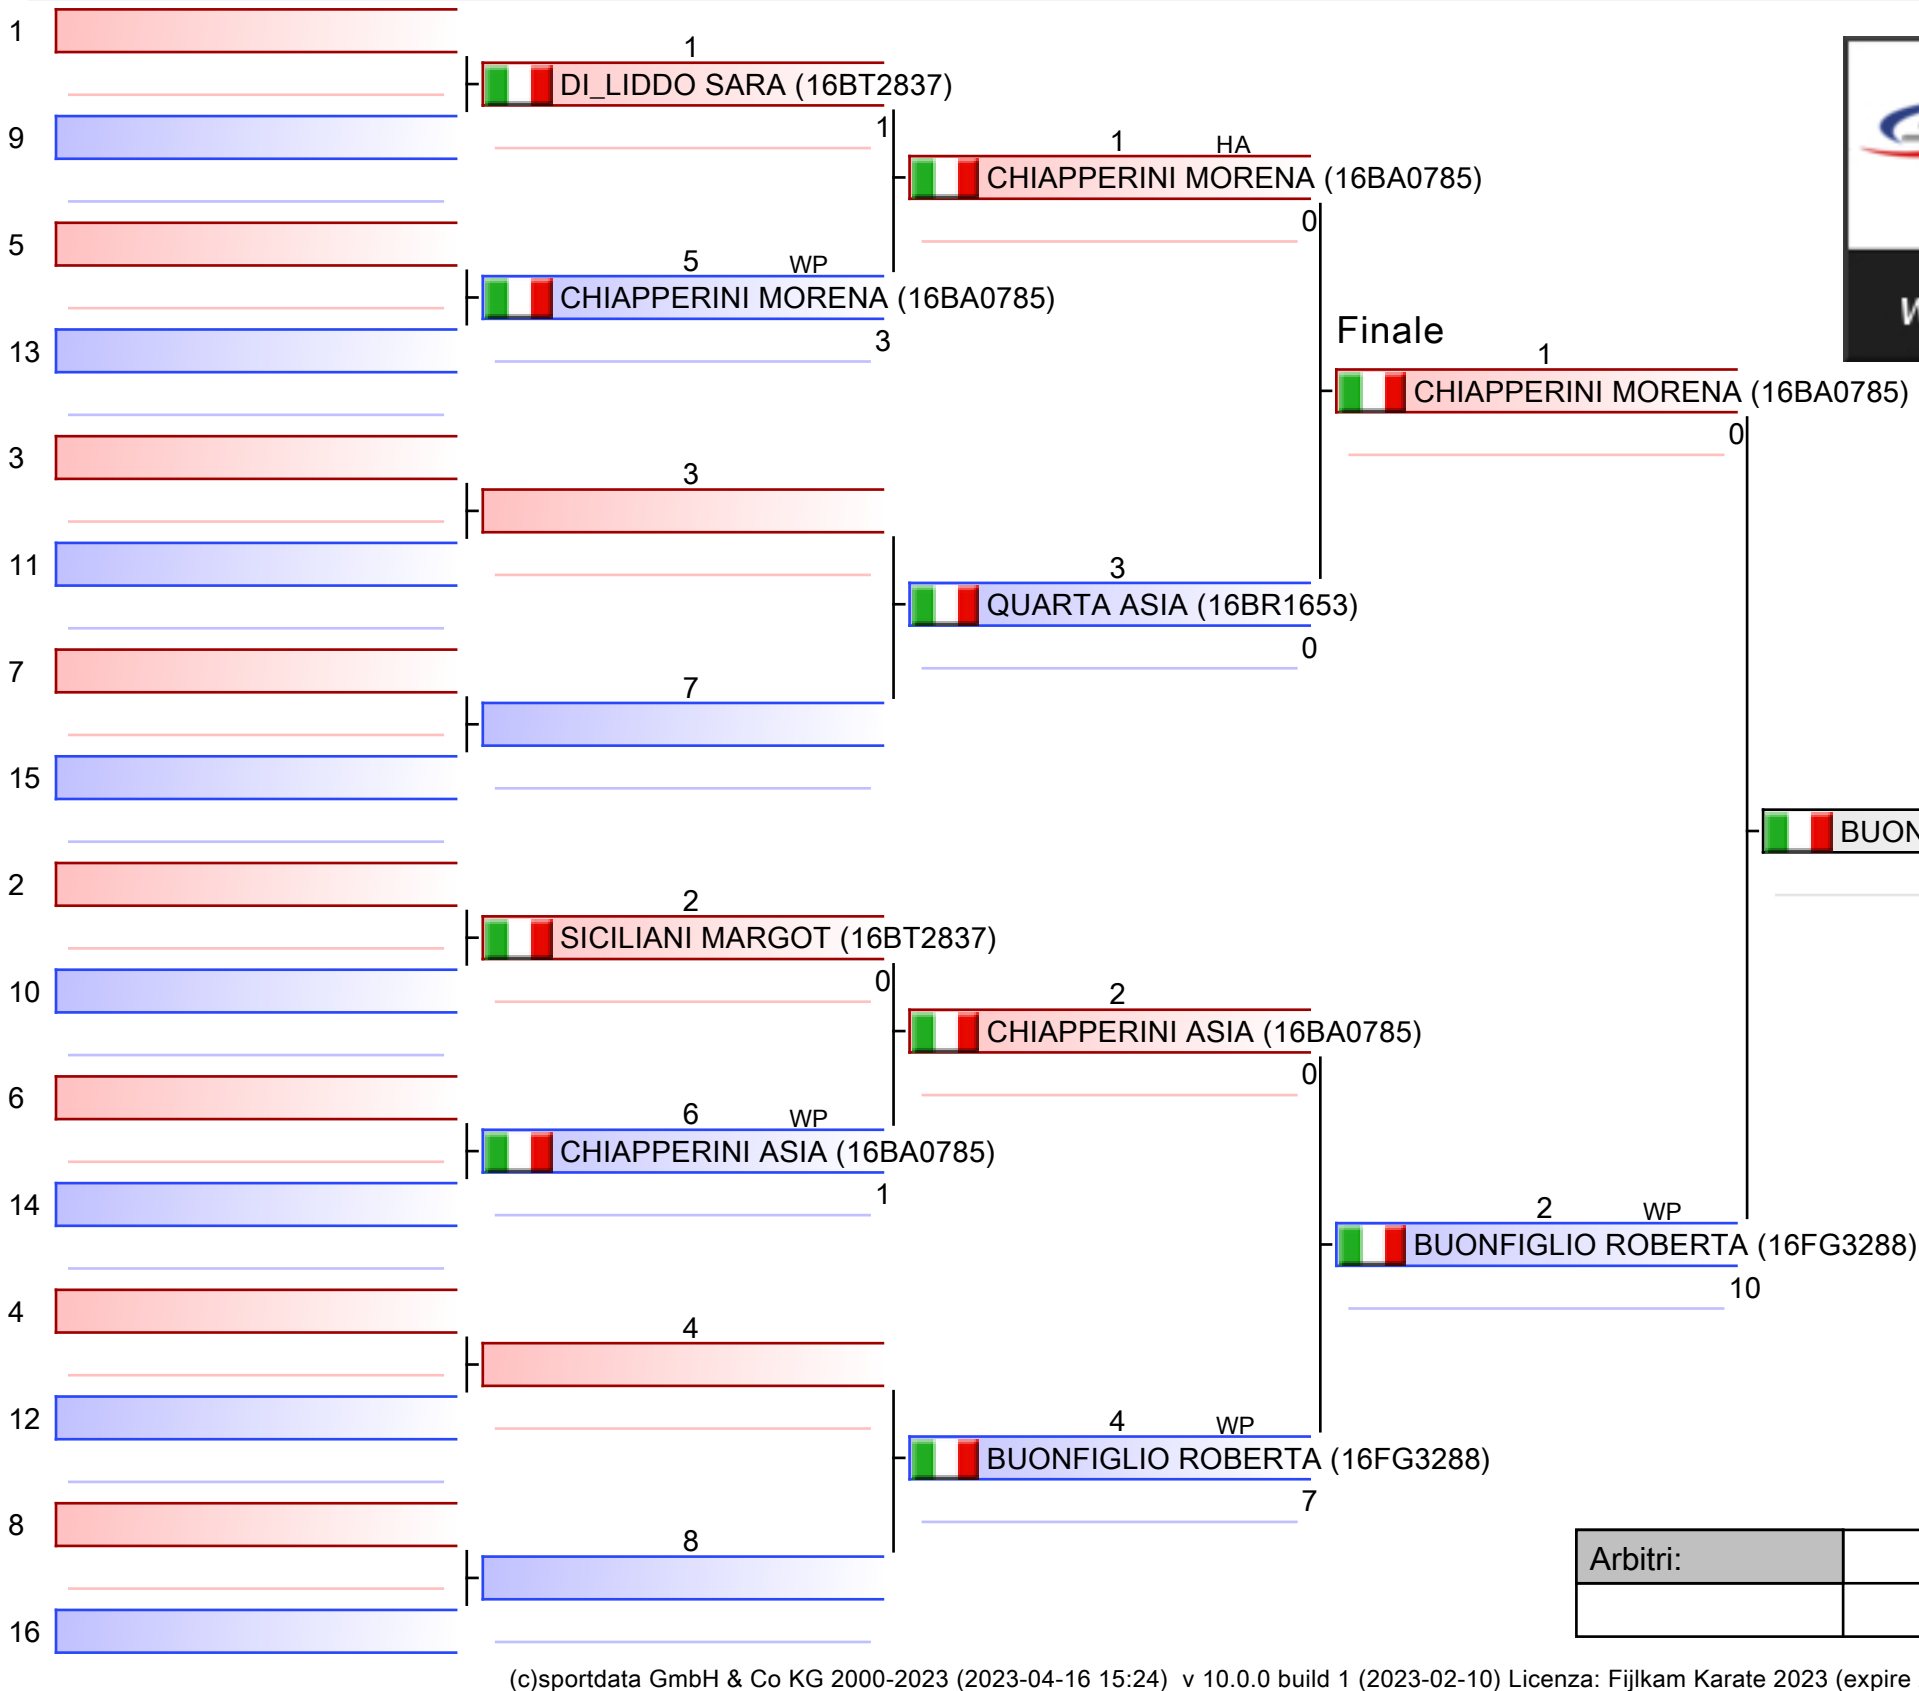 1
1
DI_LIDDO SARA (16BT2837)
1
9
1 HA
CHIAPPERINI MORENA (16BA0785)
0
5
5 WP
CHIAPPERINI MORENA (16BA0785)
3
13
Finale
1
CHIAPPERINI MORENA (16BA0785)
0
3
3
11
3
QUARTA ASIA (16BR1653)
0
7
7
15
BUON
2
2
SICILIANI MARGOT (16BT2837)
0
10
2
CHIAPPERINI ASIA (16BA0785)
0
6
6 WP
CHIAPPERINI ASIA (16BA0785)
1
14
2 WP
BUONFIGLIO ROBERTA (16FG3288)
10
4
4
12
4 WP
BUONFIGLIO ROBERTA (16FG3288)
7
8
8
16
Arbitri:
(c)sportdata GmbH & Co KG 2000-2023 (2023-04-16 15:24) v 10.0.0 build 1 (2023-02-10) Licenza: Fijlkam Karate 2023 (expire